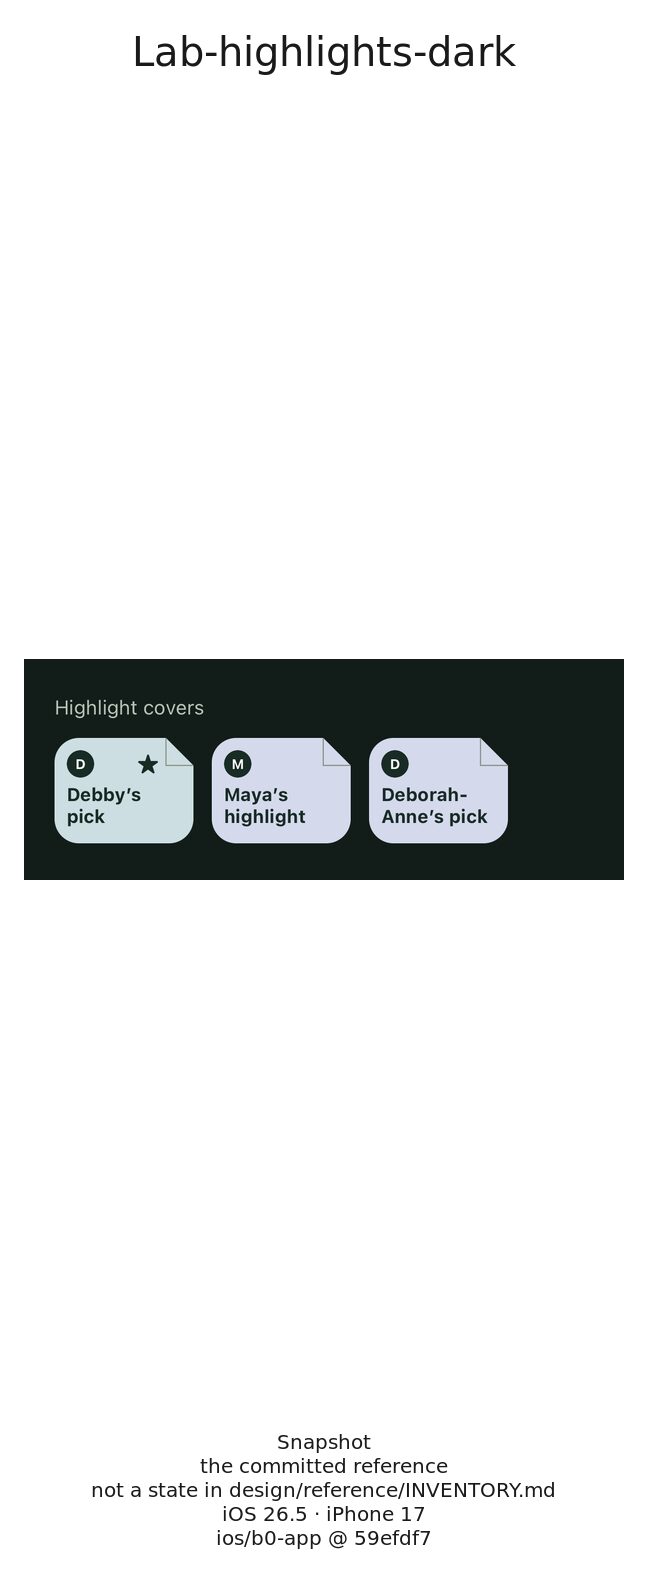 Lab-highlights-dark
Highlight covers
D
Debby’s
pick
M
Maya’s
highlight
D
Deborah-
Anne’s pick
Snapshot
the committed reference
not a state in design/reference/INVENTORY.md
iOS 26.5 · iPhone 17
ios/b0-app @ 59efdf7